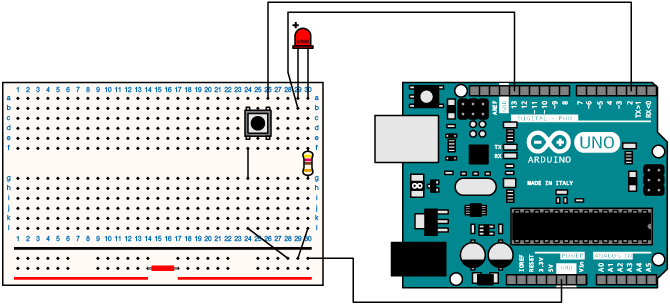 +
1 2 3 4 5 6 7 8 9 10 11 12 13 14 15 16 17 18 19 20 21 22 23 24 25 26 27 28 29 30
a a
b b
c c
d d
e e
f f
g g
h h
i i
j j
k k
l l
1 2 3 4 5 6 7 8 9 10 11 12 13 14 15 16 17 18 19 20 21 22 23 24 25 26 27 28 29 30
AREF
GND
13
~12
~11
~10
~9
8
7
~6
~5
~4
~3
2
TX>1
RX<0
DIGITAL - PWM
TX
RX
UNO
ARDUINO
MADE IN ITALY
POWER
ANALOG IN
IOREF
RESET
3.3V
5V
GND
Vin
A0
A1
A2
A3
A4
A5